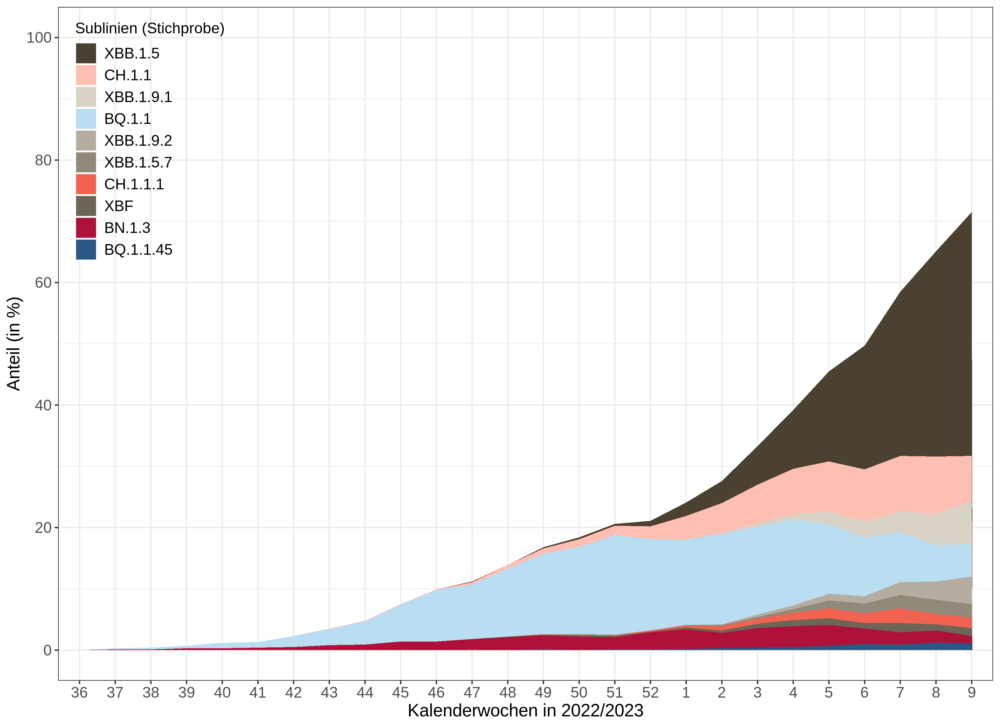 Sublinien (Stichprobe)
XBB.1.5
CH.1.1
XBB.1.9.1
BQ.1.1
XBB.1.9.2
XBB.1.5.7
CH.1.1.1
XBF
BN.1.3
BQ.1.1.45
100
80
60
40
20
0
Anteil (in %)
36 37 38 39 40 41 42 43 44 45 46 47 48 49 50 51 52 1 2 3 4 5 6 7 8 9
Kalenderwochen in 2022/2023